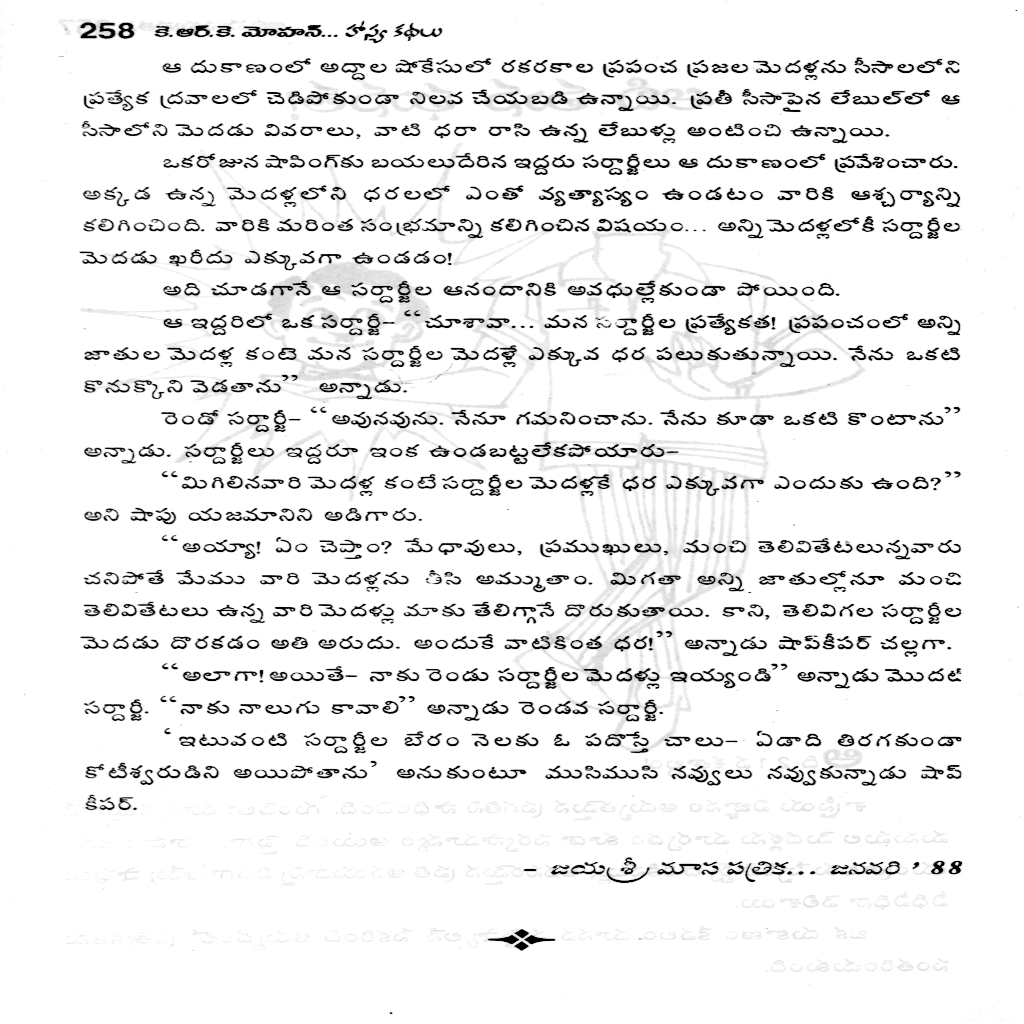 258 కె.ఆర్.కె. మోహన్... హాస్య కథలు
ఆ దుకాణంలో అద్దాల షోకేసులో రకరకాల ప్రపంచ ప్రజల మెదళ్లను సీసాలలోని
ప్రత్యేక ద్రవాలలో చెడిపోకుండా నిలవ చేయబడి ఉన్నాయి. ప్రతీ సీసాపైన లేబుల్‌లో ఆ
సీసాలోని మెదడు వివరాలు, వాటి ధరా రాసి ఉన్న లేబుళ్లు అంటించి ఉన్నాయి.
ఒకరోజున షాపింగ్‌కు బయలుదేరిన ఇద్దరు సర్దార్జీలు ఆ దుకాణంలో ప్రవేశించారు.
అక్కడ ఉన్న మెదళ్లలోని ధరలలో ఎంతో వ్యత్యాస్యం ఉండటం వారికి ఆశ్చర్యాన్ని
కలిగించింది. వారికి మరింత సంభ్రమాన్ని కలిగించిన విషయం... అన్ని మెదళ్లలోకీ సర్దార్జీల
మెదడు ఖరీదు ఎక్కువగా ఉండడం!
అది చూడగానే ఆ సర్దార్జీల ఆనందానికి అవధుల్లేకుండా పోయింది.
ఆ ఇద్దరిలో ఒక సర్దార్జీ– “చూశావా... మన సర్దార్జీల ప్రత్యేకత! ప్రపంచంలో అన్ని
జాతుల మెదళ్ల కంటె మన సర్దార్జీల మెదళ్లే ఎక్కువ ధర పలుకుతున్నాయి. నేను ఒకటి
కొనుక్కొని వెడతాను” అన్నాడు.
రెండో సర్దార్జీ– “అవునవును. నేనూ గమనించాను. నేను కూడా ఒకటి కొంటాను”
అన్నాడు. సర్దార్జీలు ఇద్దరూ ఇంక ఉండబట్టలేకపోయారు–
“మిగిలినవారి మెదళ్ల కంటే సర్దార్జీల మెదళ్లకే ధర ఎక్కువగా ఎందుకు ఉంది?”
అని షాపు యజమానిని అడిగారు.
“అయ్యా! ఏం చెప్తాం? మేధావులు, ప్రముఖులు, మంచి తెలివితేటలున్నవారు
చనిపోతే మేము వారి మెదళ్లను తీసి అమ్ముతాం. మిగతా అన్ని జాతుల్లోనూ మంచి
తెలివితేటలు ఉన్న వారి మెదళ్లు మాకు తేలిగ్గానే దొరుకుతాయి. కాని, తెలివిగల సర్దార్జీల
మెదడు దొరకడం అతి అరుదు. అందుకే వాటికింత ధర!” అన్నాడు షాప్‌కీపర్ చల్లగా.
“అలాగా! అయితే– నాకు రెండు సర్దార్జీల మెదళ్లు ఇయ్యండి” అన్నాడు మొదటి
సర్దార్జీ. “నాకు నాలుగు కావాలి” అన్నాడు రెండవ సర్దార్జీ.
‘ఇటువంటి సర్దార్జీల బేరం నెలకు ఓ పదొస్తే చాలు– ఏడాది తిరగకుండా
కోటీశ్వరుడిని అయిపోతాను’ అనుకుంటూ ముసిముసి నవ్వులు నవ్వుకున్నాడు షాప్
కీపర్.
– జయశ్రీ మాస పత్రిక... జనవరి ’88